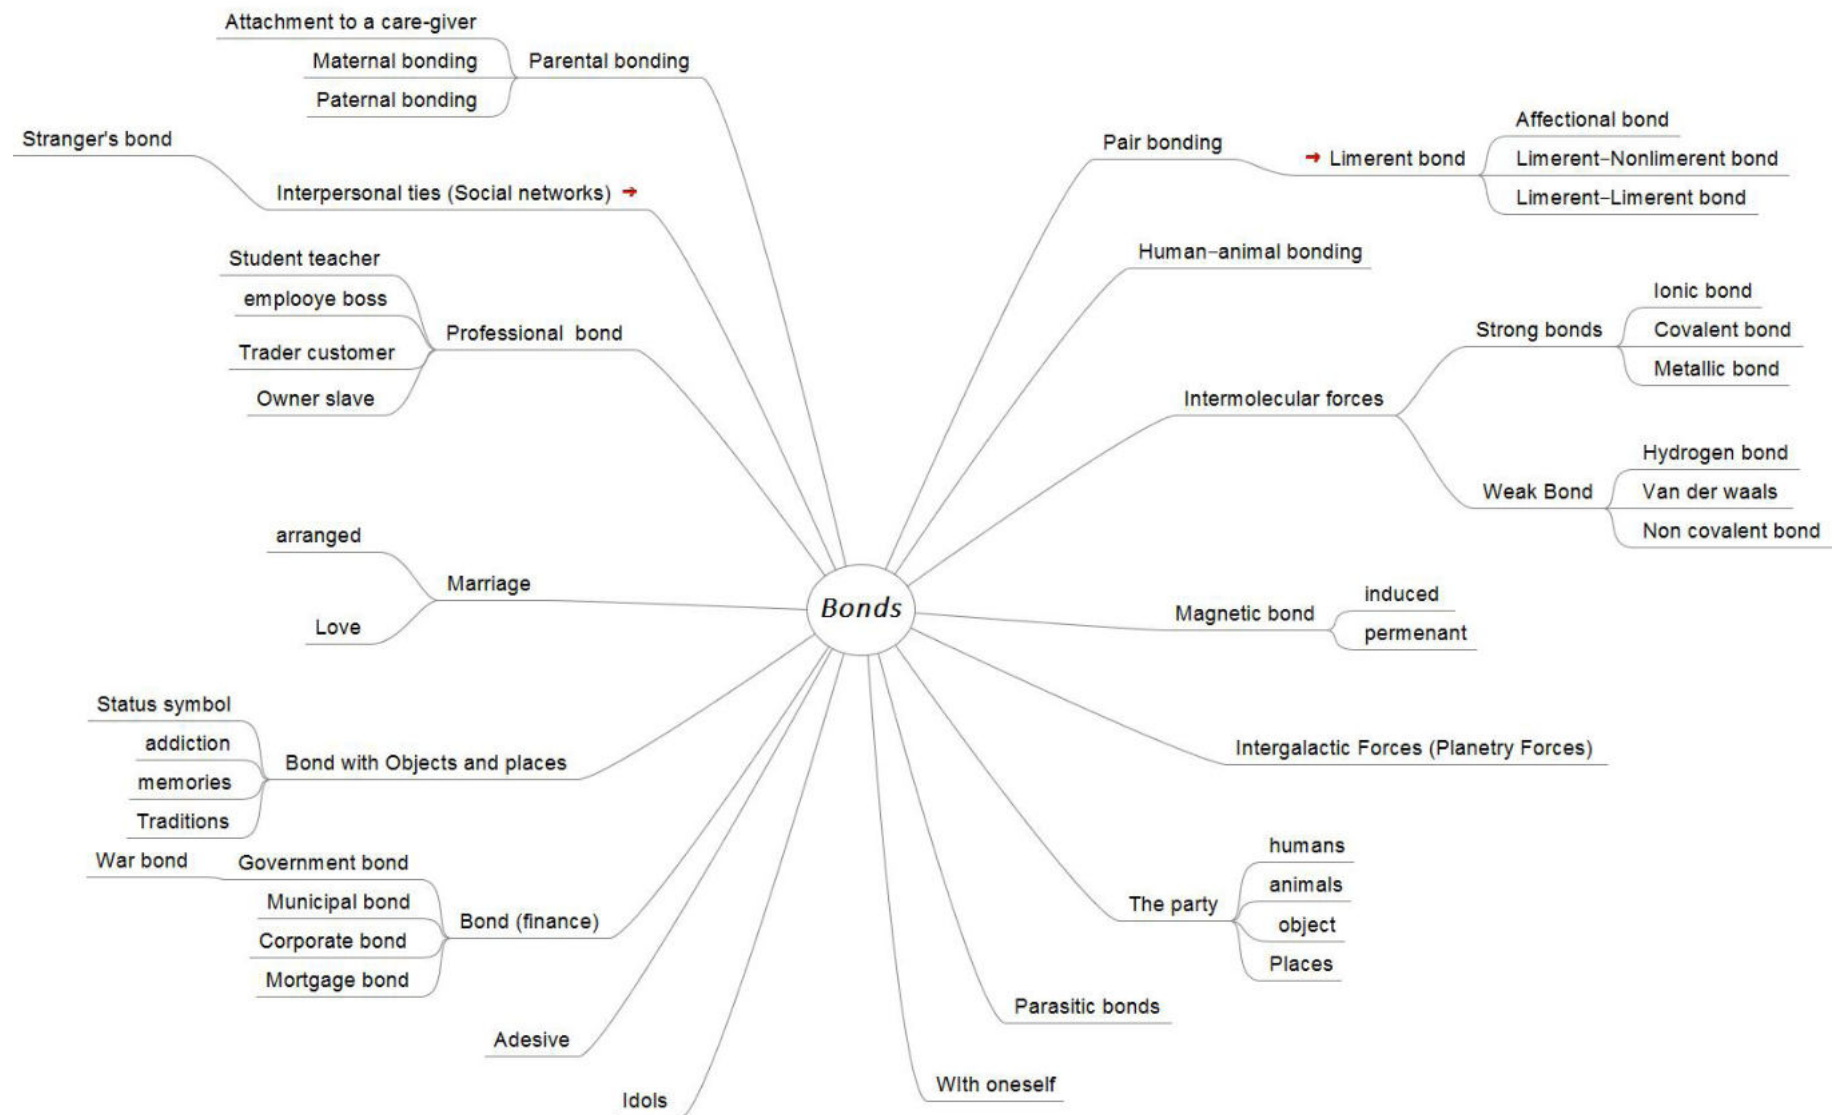 Attachment to a care-giver
Maternal bonding
Paternal bonding
Parental bonding
Stranger's bond
Interpersonal ties (Social networks)
Student teacher
emplooye boss
Trader customer
Owner slave
Professional bond
arranged
Love
Marriage
Status symbol
addiction
memories
Traditions
Bond with Objects and places
War bond
Government bond
Municipal bond
Corporate bond
Mortgage bond
Bond (finance)
Adesive
Idols
Bonds
Pair bonding
Limerent bond
Affectional bond
Limerent–Nonlimerent bond
Limerent–Limerent bond
Human–animal bonding
Intermolecular forces
Strong bonds
Ionic bond
Covalent bond
Metallic bond
Weak Bond
Hydrogen bond
Van der waals
Non covalent bond
Magnetic bond
induced
permenant
Intergalactic Forces (Planetry Forces)
The party
humans
animals
object
Places
Parasitic bonds
WIth oneself